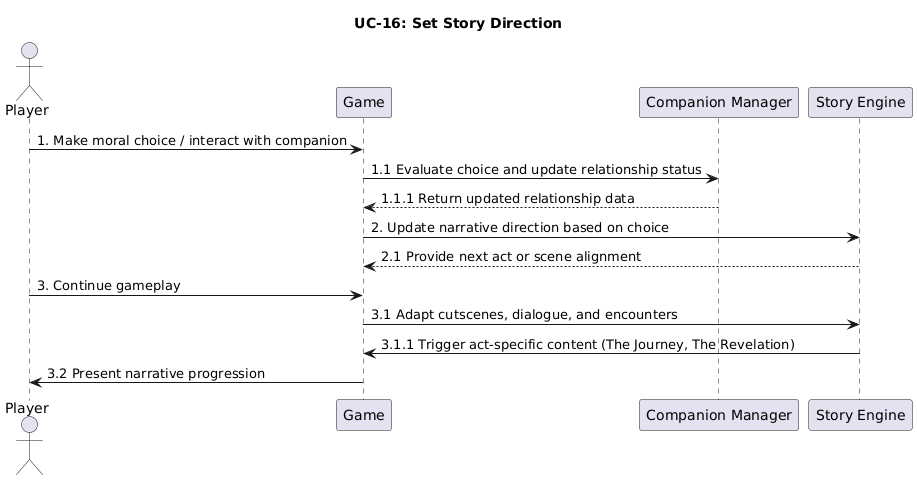 UC-16: Set Story Direction
Player
Game
Companion Manager
Story Engine
1. Make moral choice / interact with companion
1.1 Evaluate choice and update relationship status
1.1.1 Return updated relationship data
2. Update narrative direction based on choice
2.1 Provide next act or scene alignment
3. Continue gameplay
3.1 Adapt cutscenes, dialogue, and encounters
3.1.1 Trigger act-specific content (The Journey, The Revelation)
3.2 Present narrative progression
Player
Game
Companion Manager
Story Engine